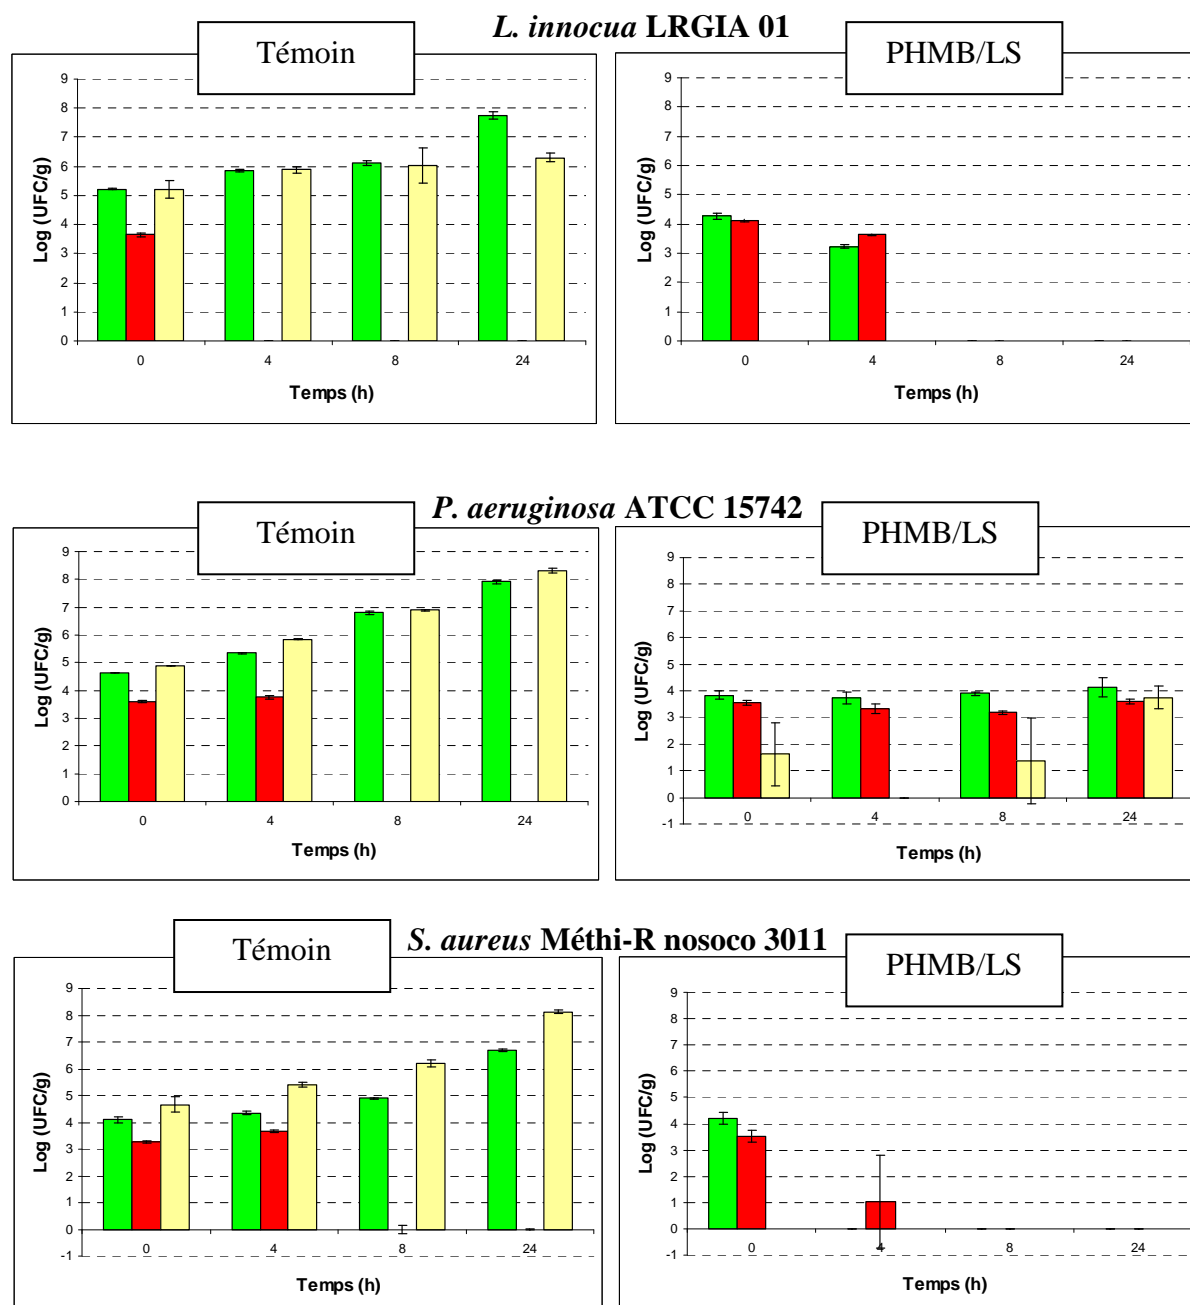 L. innocua LRGIA 01
Témoin
PHMB/LS
Log (UFC/g)
9
8
7
6
5
4
3
2
1
0
0 4 8 24
Temps (h)
Log (UFC/g)
9
8
7
6
5
4
3
2
1
0
0 4 8 24
Temps (h)
P. aeruginosa ATCC 15742
Témoin
PHMB/LS
Log (UFC/g)
9
8
7
6
5
4
3
2
1
0
0 4 8 24
Temps (h)
Log (UFC/g)
9
8
7
6
5
4
3
2
1
0
-1
0 4 8 24
Temps (h)
S. aureus Méthi-R nosoco 3011
Témoin
PHMB/LS
Log (UFC/g)
9
8
7
6
5
4
3
2
1
0
-1
0 4 8 24
Temps (h)
Log (UFC/g)
9
8
7
6
5
4
3
2
1
0
-1
0 4 8 24
Temps (h)